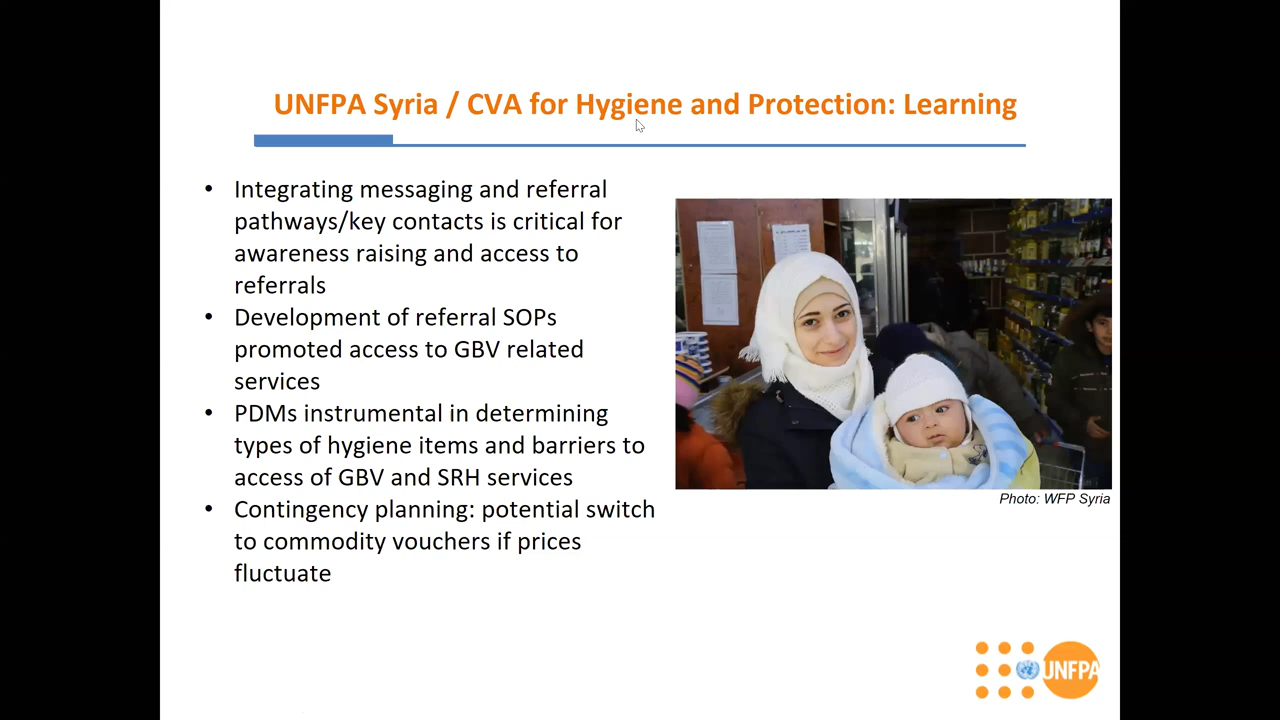 UNFPA Syria / CVA for Hygiene and Protection: Learning
• Integrating messaging and referral
pathways/key contacts is critical for
awareness raising and access to
referrals
• Development of referral SOPs
promoted access to GBV related
services
• PDMs instrumental in determining
types of hygiene items and barriers to
access of GBV and SRH services
• Contingency planning: potential switch
to commodity vouchers if prices
fluctuate
Photo: WFP Syria
UNFPA